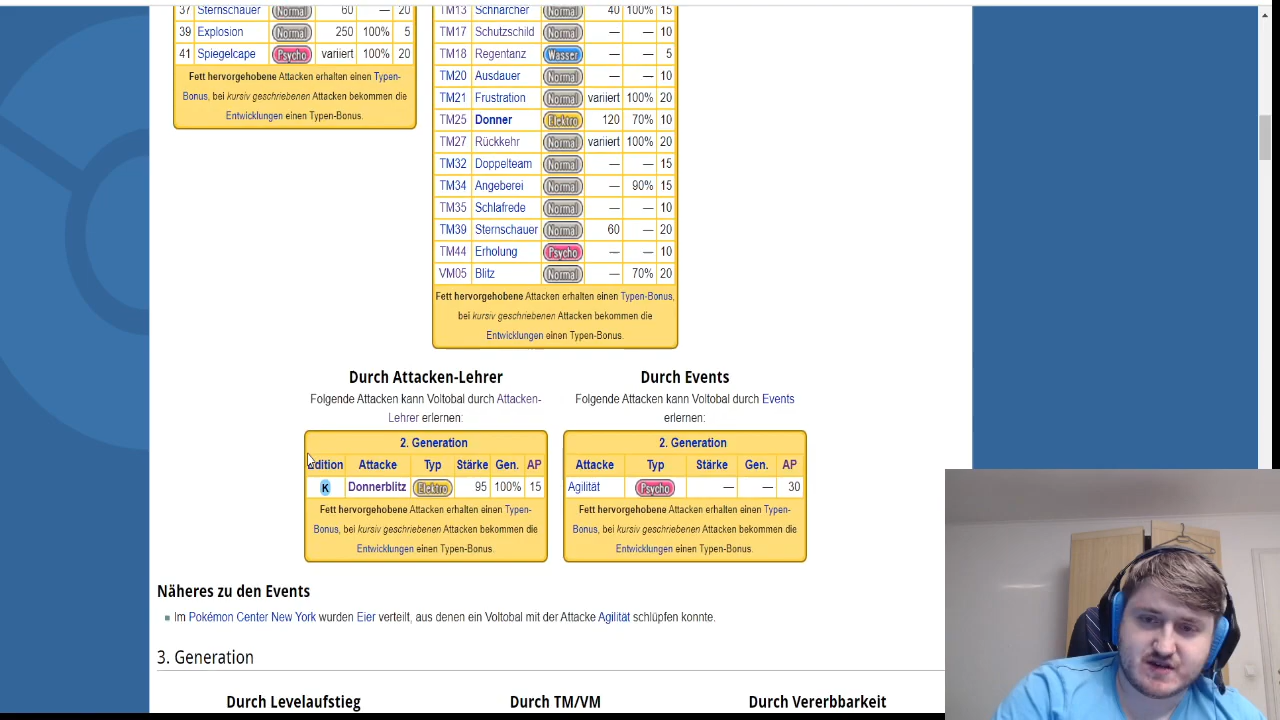 37 Sternschauer Normal 60 — 20
39 Explosion Normal 250 100% 5
41 Spiegelcape Psycho variiert 100% 20
Fett hervorgehobene Attacken erhalten einen Typen-
Bonus, bei kursiv geschriebenen Attacken bekommen die
Entwicklungen einen Typen-Bonus.
TM13 Schnarcher Normal 40 100% 15
TM17 Schutzschild Normal — — 10
TM18 Regentanz Wasser — — 5
TM20 Ausdauer Normal — — 10
TM21 Frustration Normal variiert 100% 20
TM25 Donner Elektro 120 70% 10
TM27 Rückkehr Normal variiert 100% 20
TM32 Doppelteam Normal — — 15
TM34 Angeberei Normal — 90% 15
TM35 Schlafrede Normal — — 10
TM39 Sternschauer Normal 60 — 20
TM44 Erholung Psycho — — 10
VM05 Blitz Normal — 70% 20
Fett hervorgehobene Attacken erhalten einen Typen-Bonus,
bei kursiv geschriebenen Attacken bekommen die
Entwicklungen einen Typen-Bonus.
Durch Attacken-Lehrer
Folgende Attacken kann Voltobal durch Attacken-
Lehrer erlernen:
2. Generation
Edition Attacke Typ Stärke Gen. AP
K Donnerblitz Elektro 95 100% 15
Fett hervorgehobene Attacken erhalten einen Typen-
Bonus, bei kursiv geschriebenen Attacken bekommen die
Entwicklungen einen Typen-Bonus.
Durch Events
Folgende Attacken kann Voltobal durch Events
erlernen:
2. Generation
Attacke Typ Stärke Gen. AP
Agilität Psycho — — 30
Fett hervorgehobene Attacken erhalten einen Typen-
Bonus, bei kursiv geschriebenen Attacken bekommen die
Entwicklungen einen Typen-Bonus.
Näheres zu den Events
Im Pokémon Center New York wurden Eier verteilt, aus denen ein Voltobal mit der Attacke Agilität schlüpfen konnte.
3. Generation
Durch Levelaufstieg Durch TM/VM Durch Vererbbarkeit